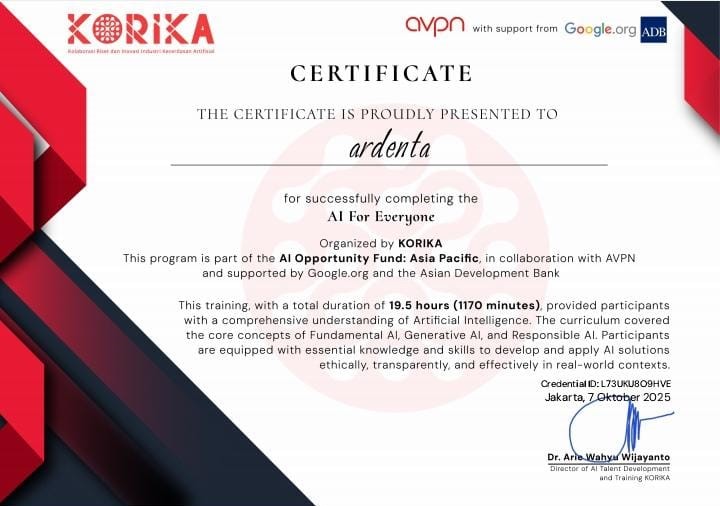 KORIKA
Kolaborasi Riset dan Inovasi Industri Kecerdasan Artifisial
avpn with support from Google.org ADB
CERTIFICATE
THE CERTIFICATE IS PROUDLY PRESENTED TO
ardenta
for successfully completing the
AI For Everyone
Organized by KORIKA
This program is part of the AI Opportunity Fund: Asia Pacific, in collaboration with AVPN
and supported by Google.org and the Asian Development Bank
This training, with a total duration of 19.5 hours (1170 minutes), provided participants
with a comprehensive understanding of Artificial Intelligence. The curriculum covered
the core concepts of Fundamental AI, Generative AI, and Responsible AI. Participants
are equipped with essential knowledge and skills to develop and apply AI solutions
ethically, transparently, and effectively in real-world contexts.
Credential ID: L73UKU8O9HVE
Jakarta, 7 Oktober 2025
Dr. Arie Wahyu Wijayanto
Director of AI Talent Development
and Training KORIKA